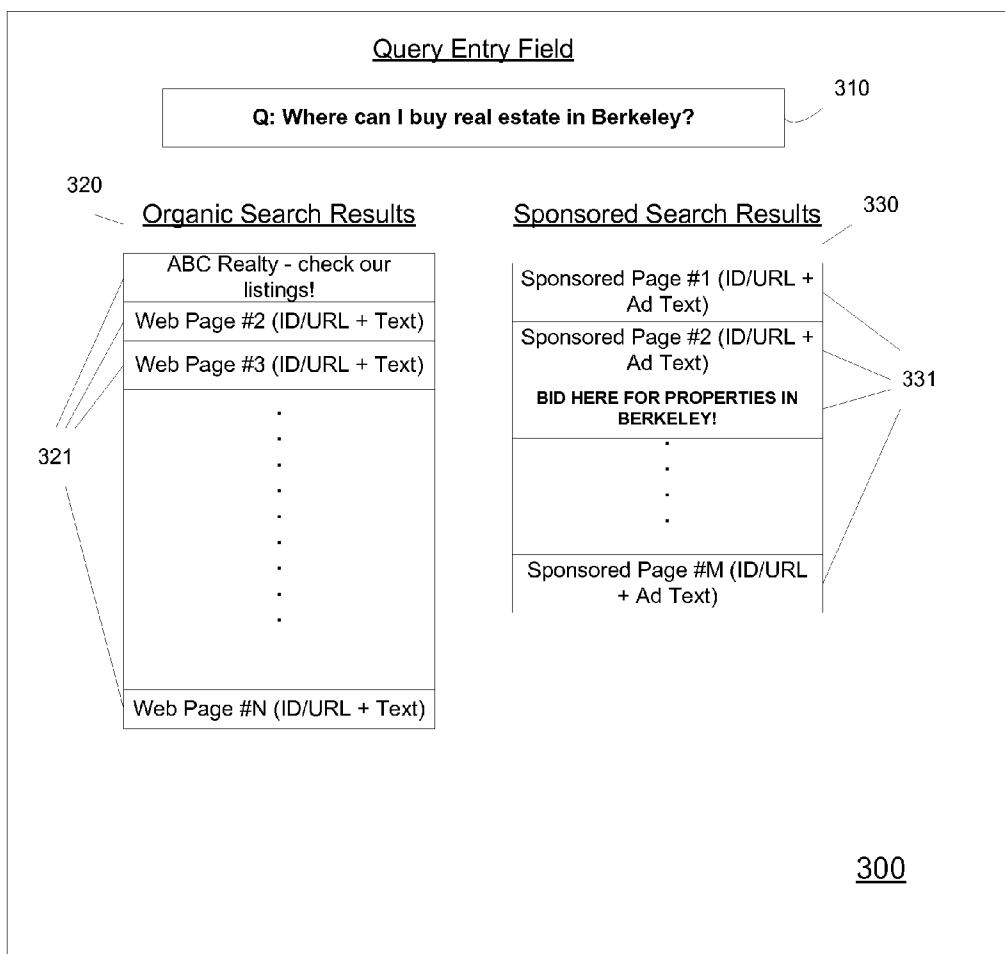 Query Entry Field
310
Q: Where can I buy real estate in Berkeley?
320
Organic Search Results
ABC Realty - check our
listings!
Web Page #2 (ID/URL + Text)
Web Page #3 (ID/URL + Text)
321
Web Page #N (ID/URL + Text)
330
Sponsored Search Results
Sponsored Page #1 (ID/URL +
Ad Text)
Sponsored Page #2 (ID/URL +
Ad Text)
BID HERE FOR PROPERTIES IN
BERKELEY!
331
Sponsored Page #M (ID/URL
+ Ad Text)
300